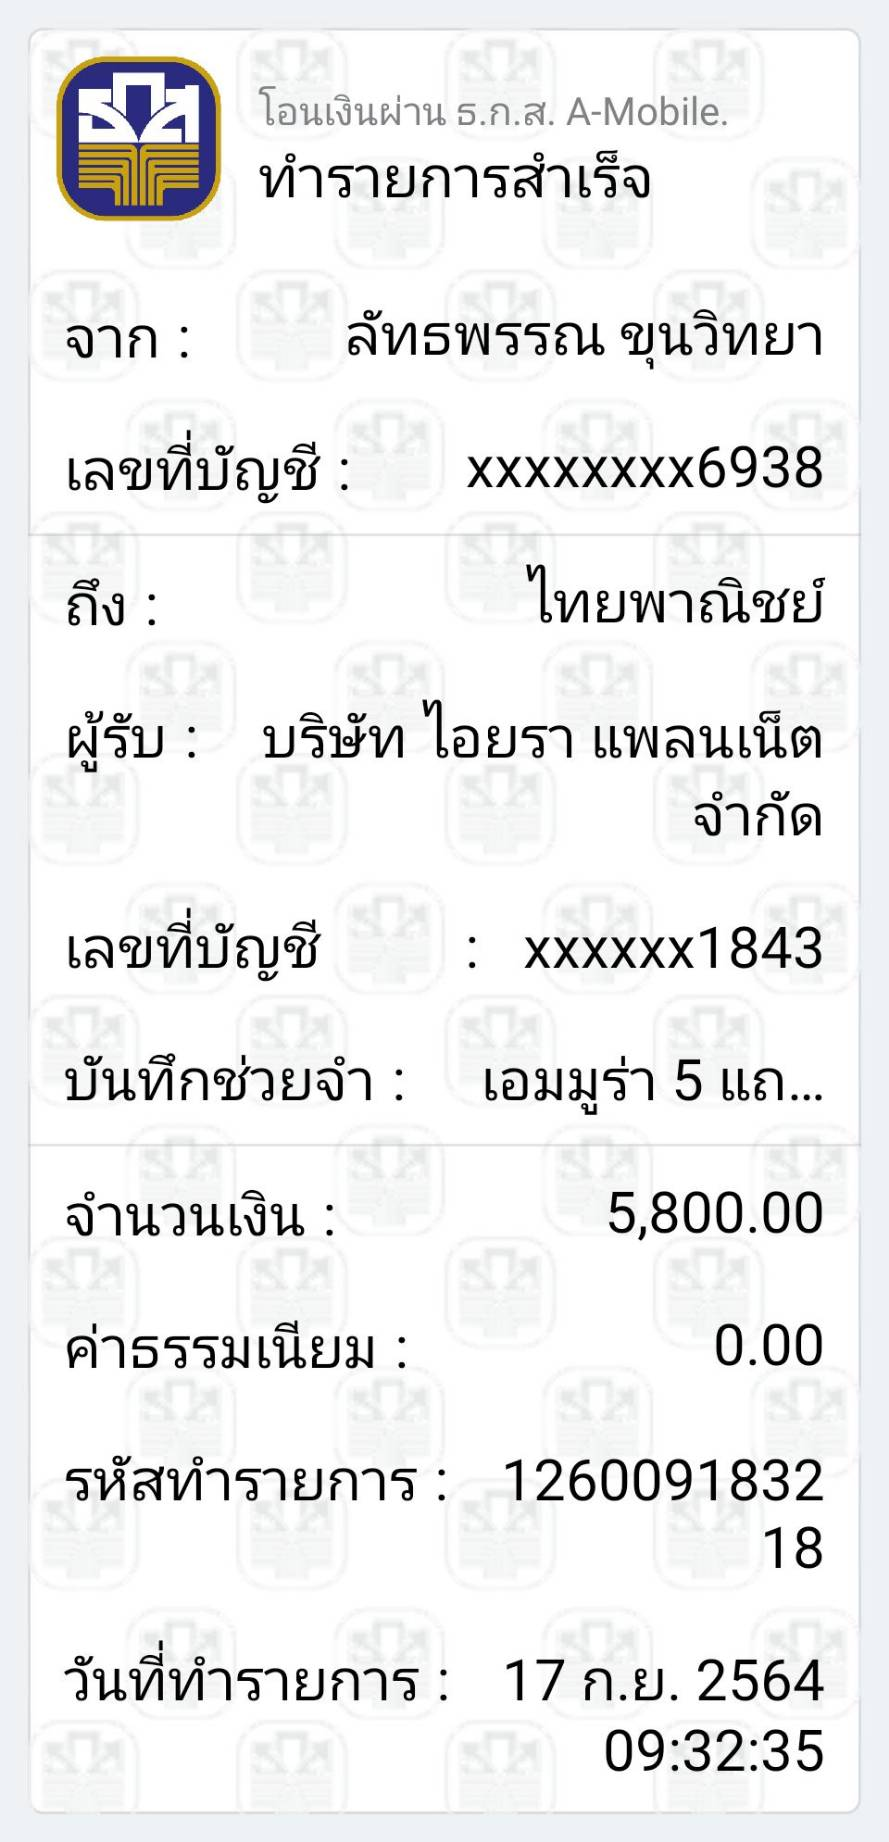 ธกส
โอนเงินผ่าน ธ.ก.ส. A-Mobile.
ทำรายการสำเร็จ
จาก : ลัทธพรรณ ขุนวิทยา
เลขที่บัญชี : xxxxxxxx6938
ถึง : ไทยพาณิชย์
ผู้รับ : บริษัท ไอยรา แพลนเน็ต
จำกัด
เลขที่บัญชี : xxxxxx1843
บันทึกช่วยจำ : เอมมูร่า 5 แถ...
จำนวนเงิน : 5,800.00
ค่าธรรมเนียม : 0.00
รหัสทำรายการ : 1260091832
18
วันที่ทำรายการ : 17 ก.ย. 2564
09:32:35